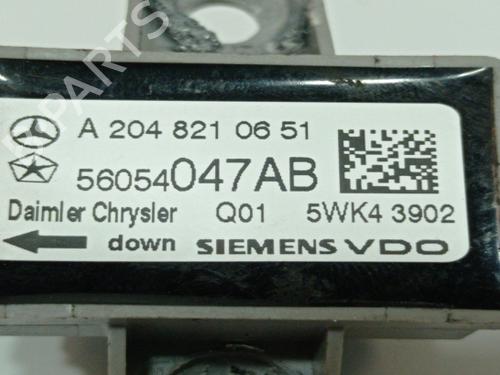 A 204 821 06 51
56054047AB
Daimler Chrysler Q01 5WK4 3902
down SIEMENS VDO